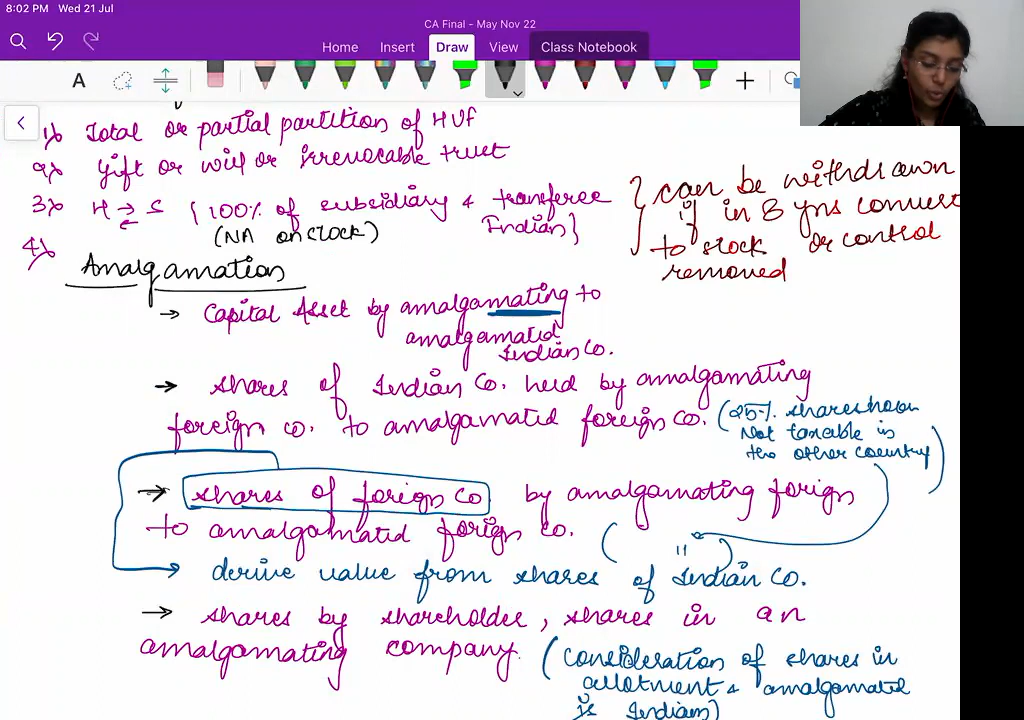 8:02 PM Wed 21 Jul
CA Final - May Nov 22
Home Insert Draw View Class Notebook
1) Total or partial partition of HUF
2) Gift or will or irrevocable trust
3) H → S { 100% of subsidiary & transferee
(NA on stock) Indian }
{ can be withdrawn
if in 8 yrs convert
to stock or control
removed
4)
Amalgamation
→ Capital Asset by amalgamating to
amalgamated
Indian Co.
→ shares of Indian Co. held by amalgamating
foreign co. to amalgamated foreign co. (25% shareholder
Not taxable in
the other country)
→ shares of foreign Co by amalgamating foreign
to amalgamated foreign co. ( " )
→ derive value from shares of Indian Co.
→ shares by shareholder, shares in an
amalgamating company. (consideration of shares in
allotment & amalgamated
is Indian)